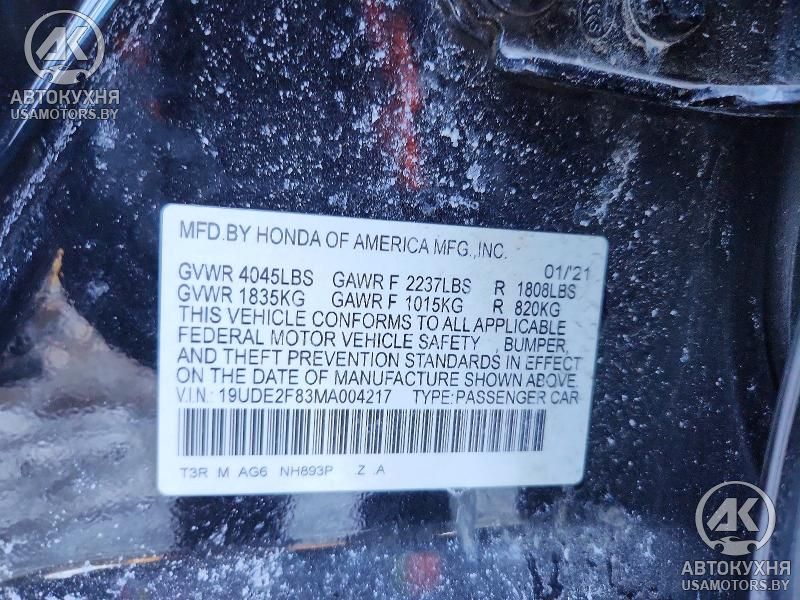 AK
АВТОКУХНЯ
USAMOTORS.BY
MFD.BY HONDA OF AMERICA MFG.,INC.
01/'21
GVWR 4045LBS GAWR F 2237LBS R 1808LBS
GVWR 1835KG GAWR F 1015KG R 820KG
THIS VEHICLE CONFORMS TO ALL APPLICABLE
FEDERAL MOTOR VEHICLE SAFETY , BUMPER,
AND THEFT PREVENTION STANDARDS IN EFFECT
ON THE DATE OF MANUFACTURE SHOWN ABOVE.
V.I.N.: 19UDE2F83MA004217 TYPE:PASSENGER CAR
T3R M AG6 NH893P .Z .A
AK
АВТОКУХНЯ
USAMOTORS.BY